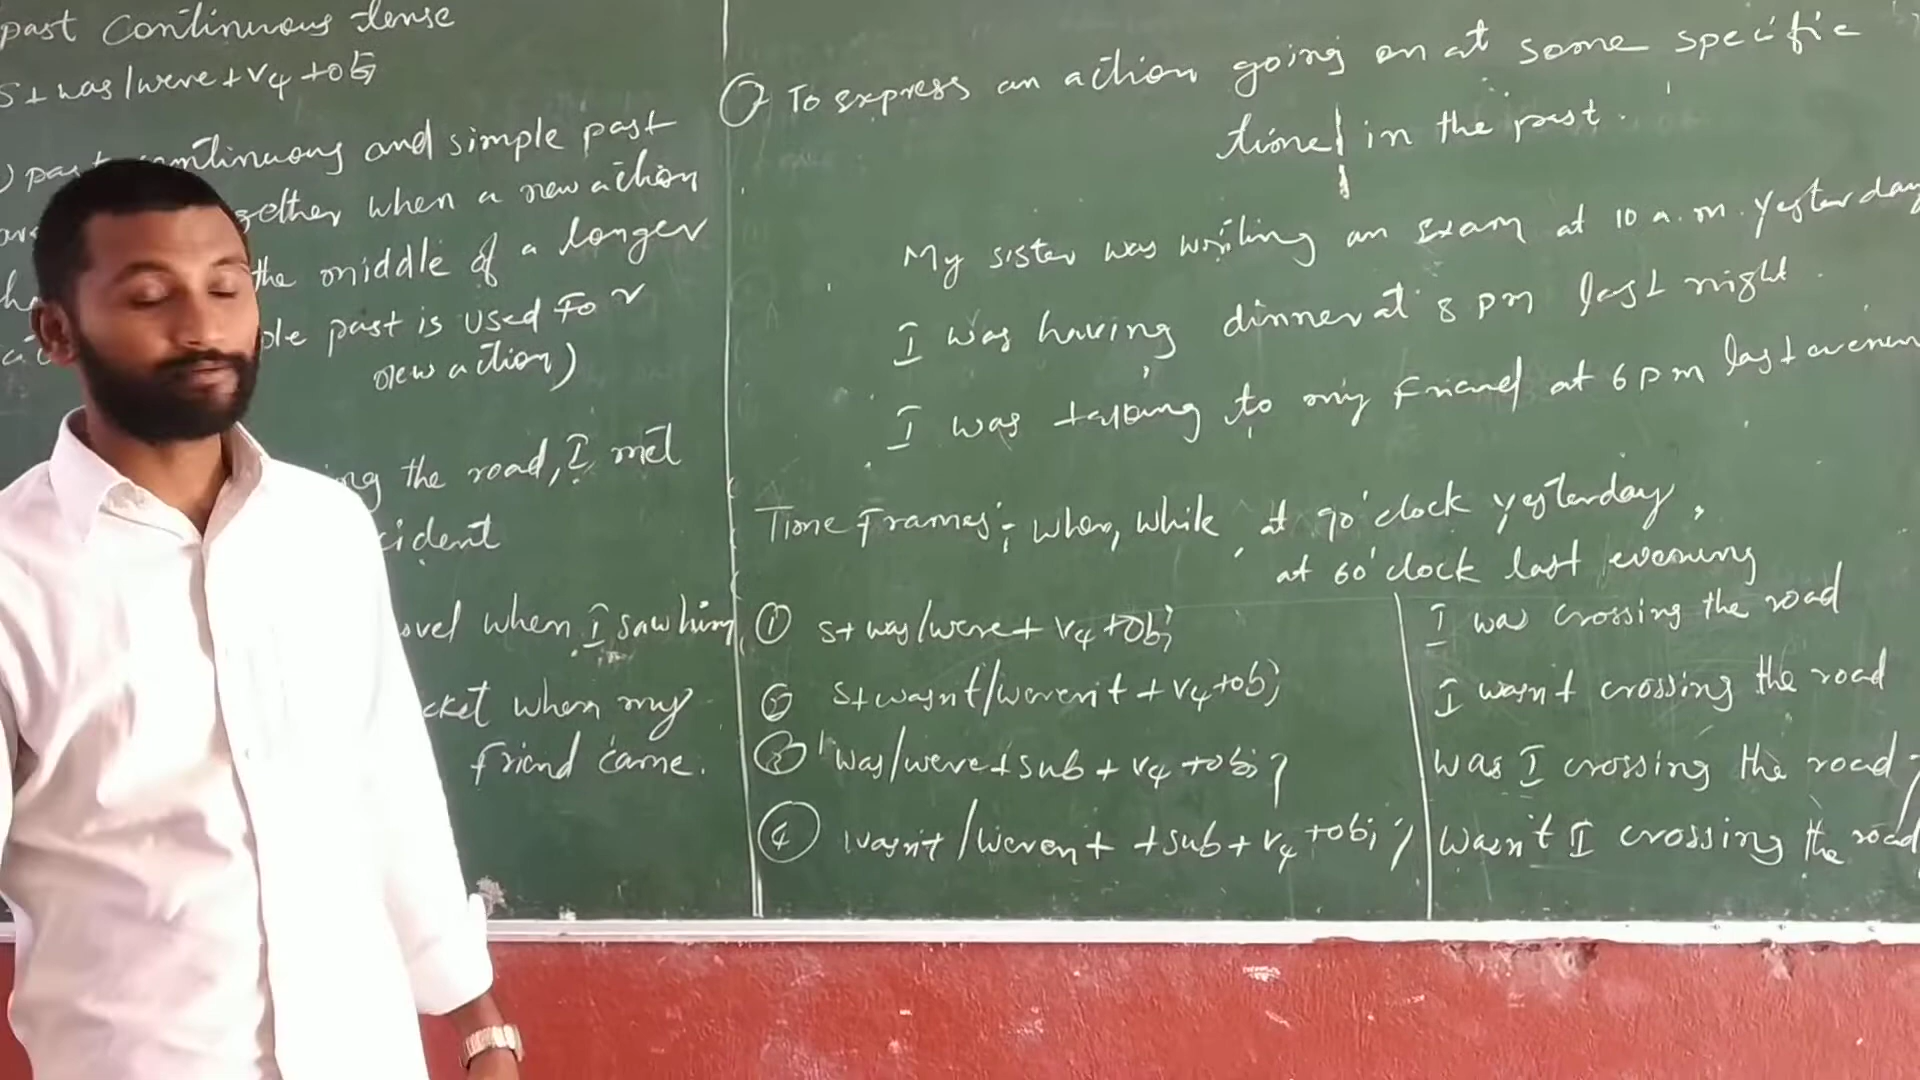 past Continuous tense
S+ was/were + V4 + obj
past continuous and simple past
together when a new action
the middle of a longer
ple past is used For
new action)
ng the road, I met
cident
ovel when I saw him
cket when my
friend came.
To express an action going on at some specific
time in the past.
My sister was writing an exam at 10 a.m. yesterday
I was having dinner at 8 pm last night.
I was talking to my Friend at 6 pm last evenin
Time Frames:- when, while, at 9o'clock yesterday,
at 6o'clock last evening
① S+ was/were + V4 + obj
② S+ wasn't/weren't + V4 + obj
③ was/were + sub + V4 + obj ?
④ wasn't/weren't + sub + V4 + obj ?
I was crossing the road
I wasn't crossing the road
was I crossing the road ?
Wasn't I crossing the road